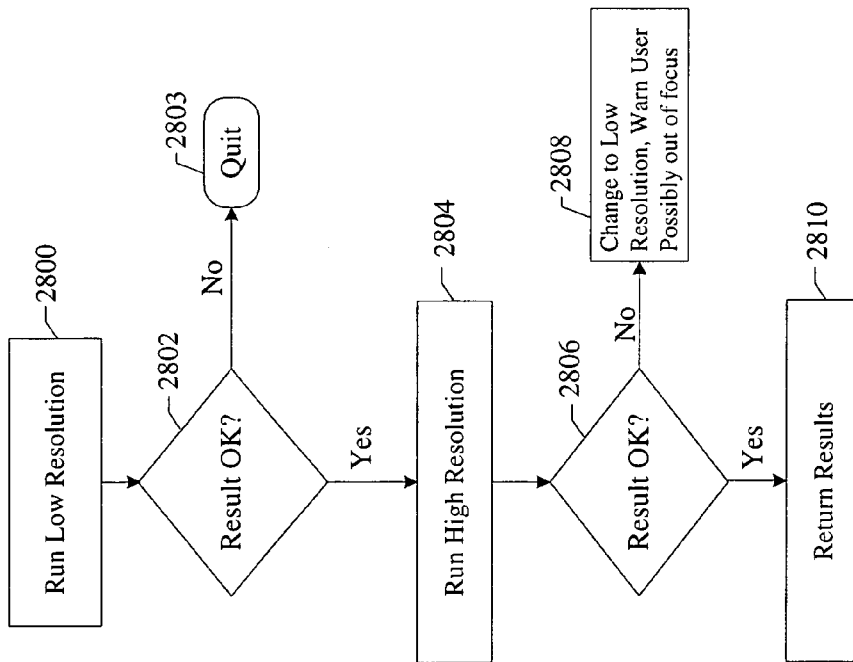 Run Low Resolution
2800
Result OK?
2802
No
Quit
2803
Yes
Run High Resolution
2804
Result OK?
2806
No
Change to Low
Resolution, Warn User
Possibly out of focus
2808
Yes
Return Results
2810